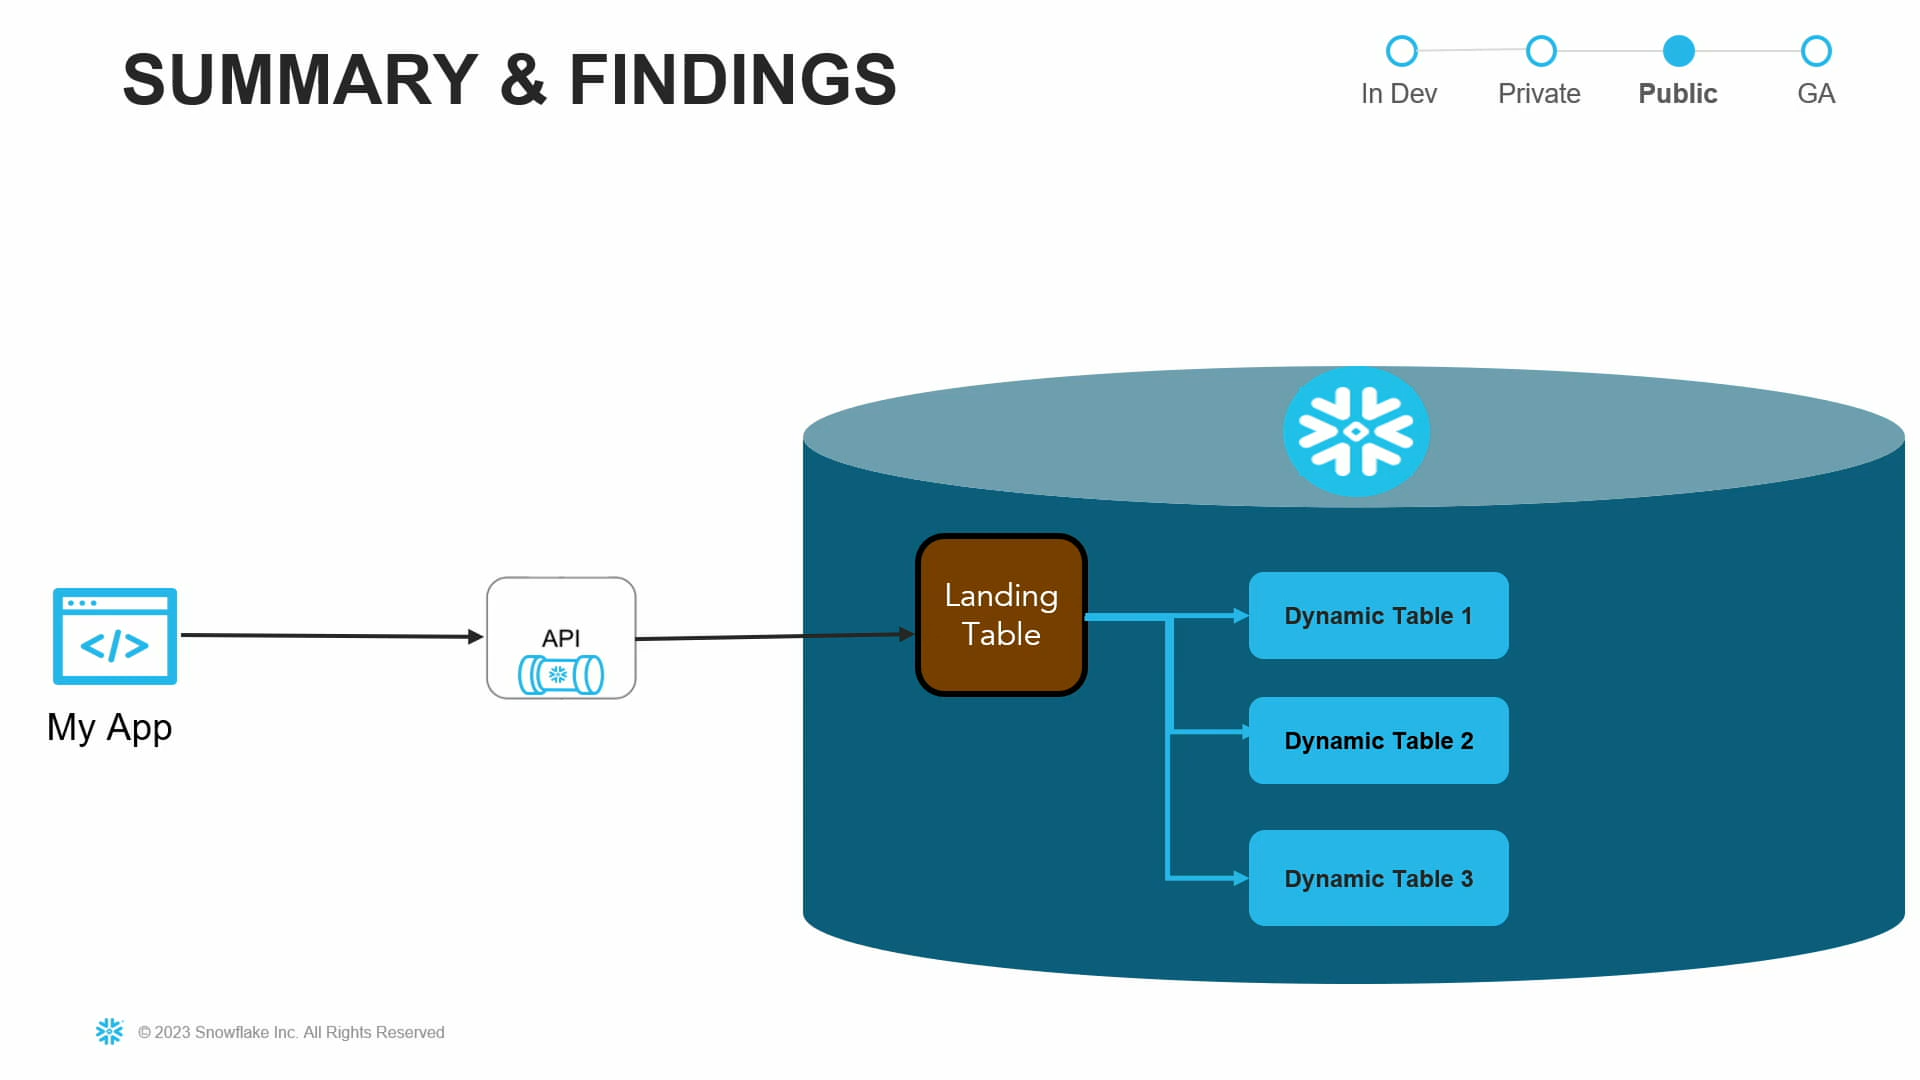 SUMMARY & FINDINGS
In Dev
Private
Public
GA
</>
My App
API
Landing
Table
Dynamic Table 1
Dynamic Table 2
Dynamic Table 3
© 2023 Snowflake Inc. All Rights Reserved